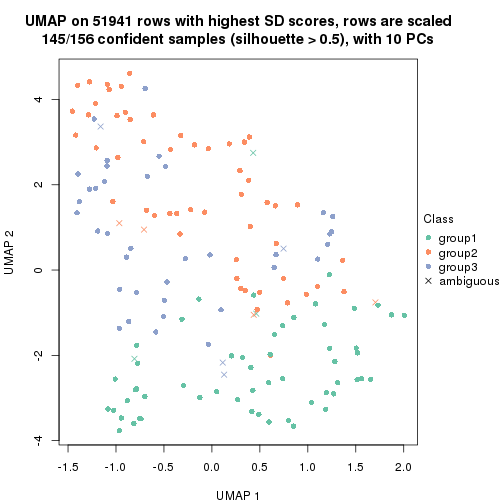 UMAP on 51941 rows with highest SD scores, rows are scaled
145/156 confident samples (silhouette > 0.5), with 10 PCs
4
2
0
-2
-4
UMAP 2
-1.5 -1.0 -0.5 0.0 0.5 1.0 1.5 2.0
UMAP 1
Class
group1
group2
group3
ambiguous